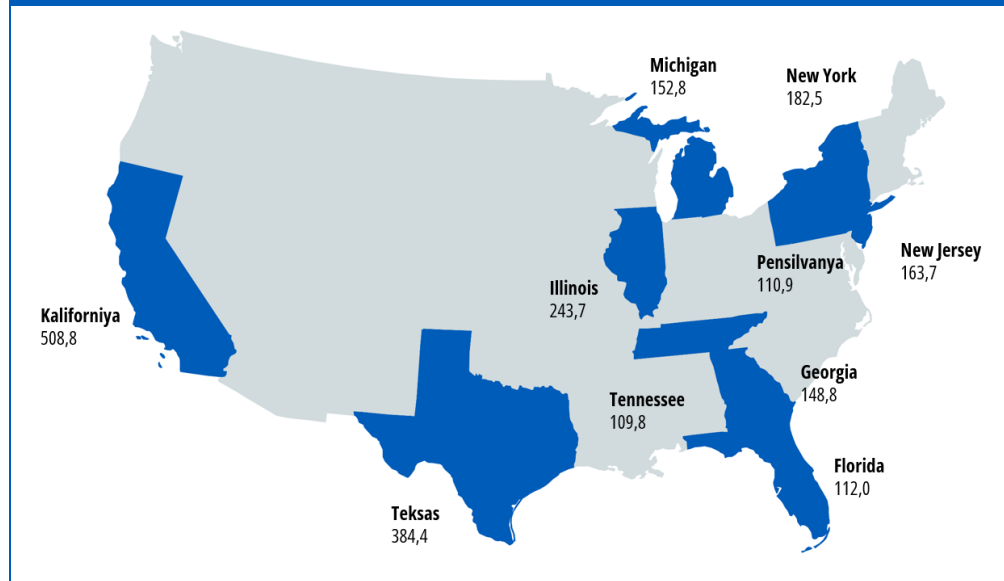 Michigan
152,8
New York
182,5
New Jersey
163,7
Pensilvanya
110,9
Illinois
243,7
Kaliforniya
508,8
Georgia
148,8
Tennessee
109,8
Florida
112,0
Teksas
384,4